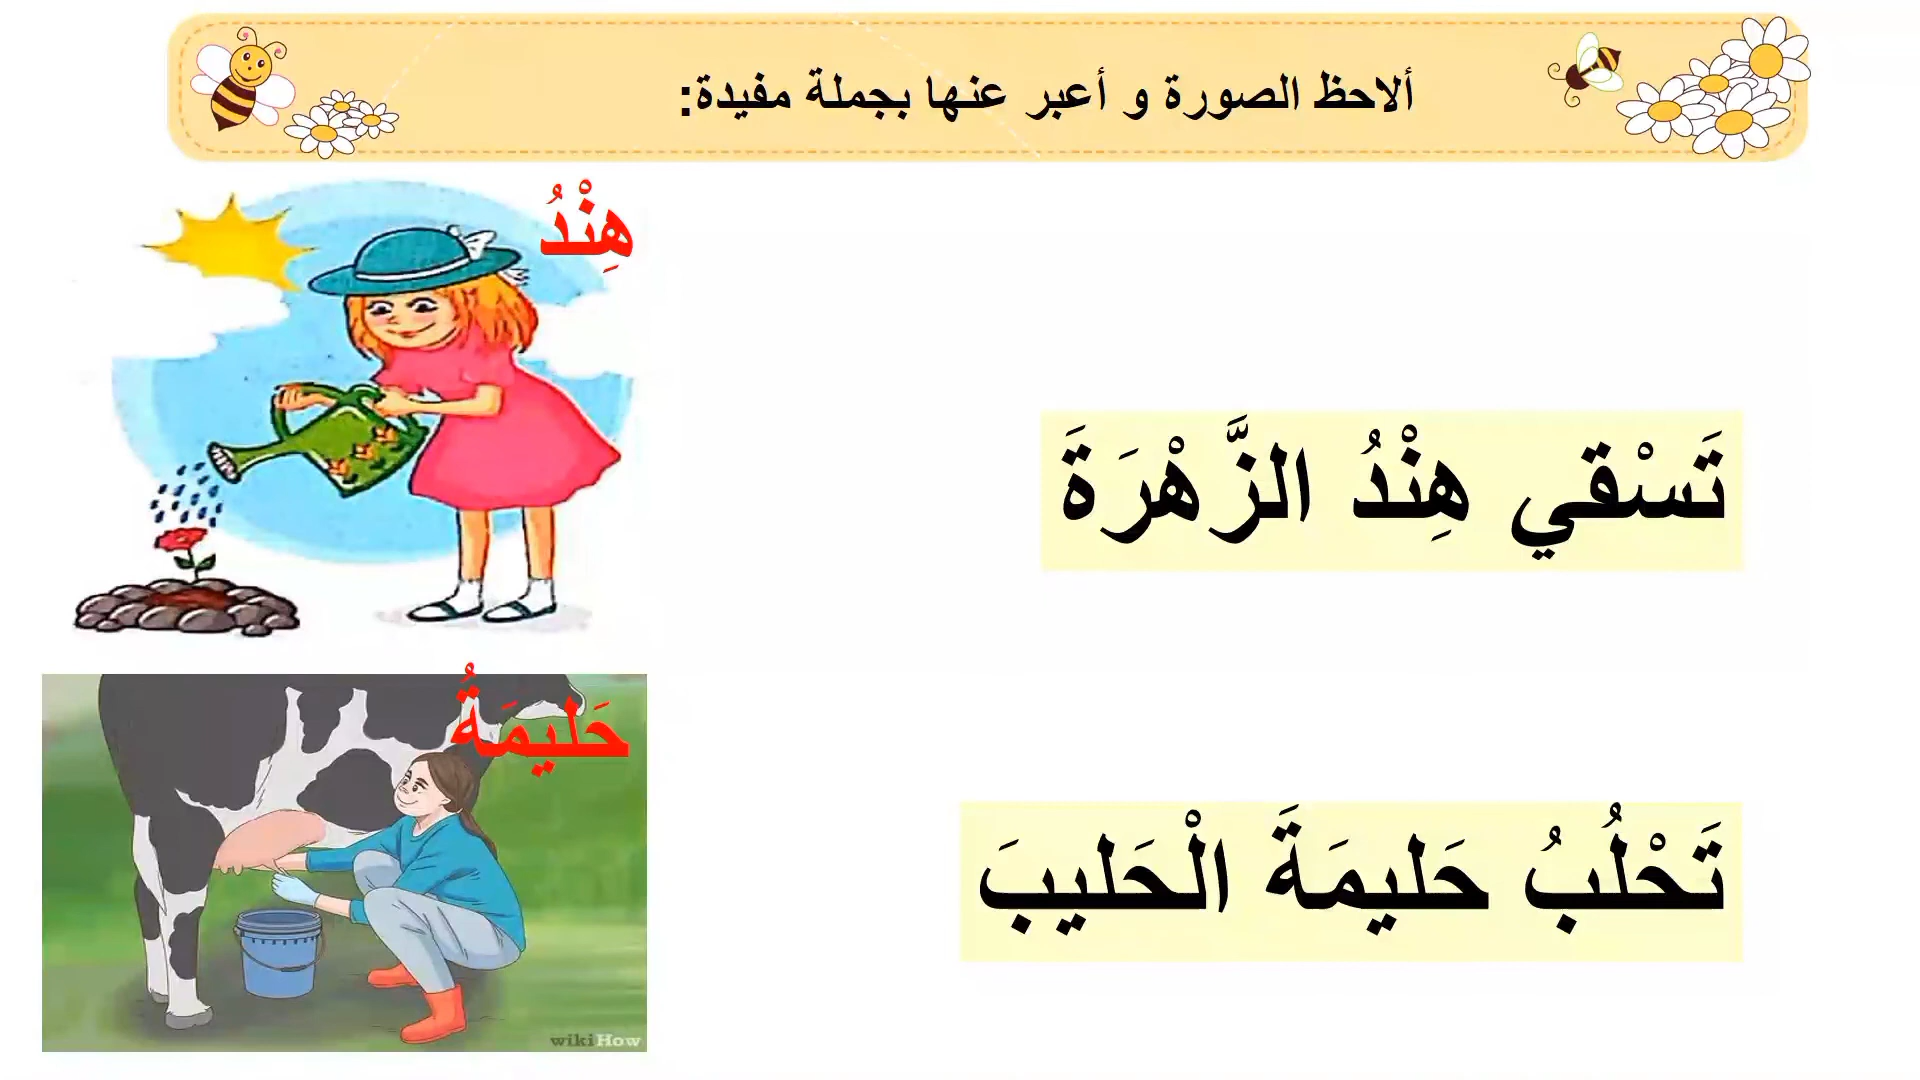 ألاحظ الصورة و أعبر عنها بجملة مفيدة:
هِنْدُ
تَسْقي هِنْدُ الزَّهْرَةَ
حَليمَةُ
تَحْلُبُ حَليمَةَ الْحَليبَ
wikiHow